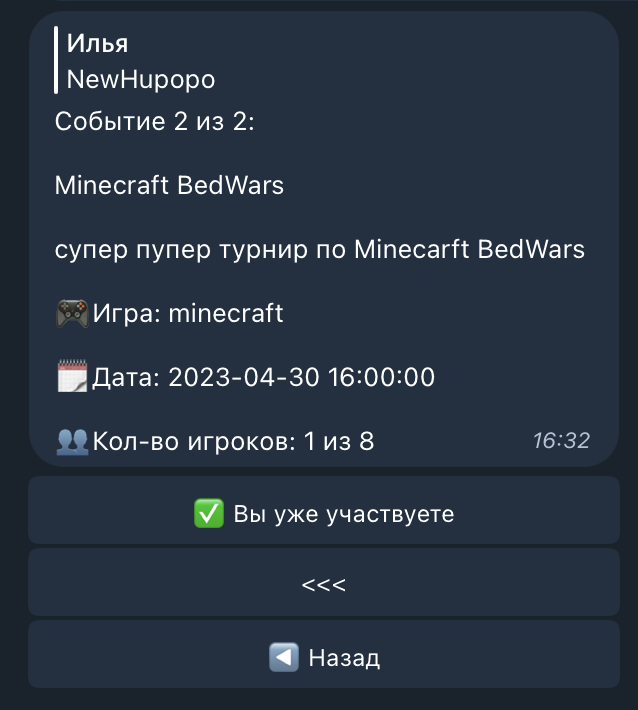 Илья
NewHupopo
Событие 2 из 2:
Minecraft BedWars
супер пупер турнир по Minecarft BedWars
🎮Игра: minecraft
🗓Дата: 2023-04-30 16:00:00
👥Кол-во игроков: 1 из 8 16:32
✅ Вы уже участвуете
<<<
◀️ Назад